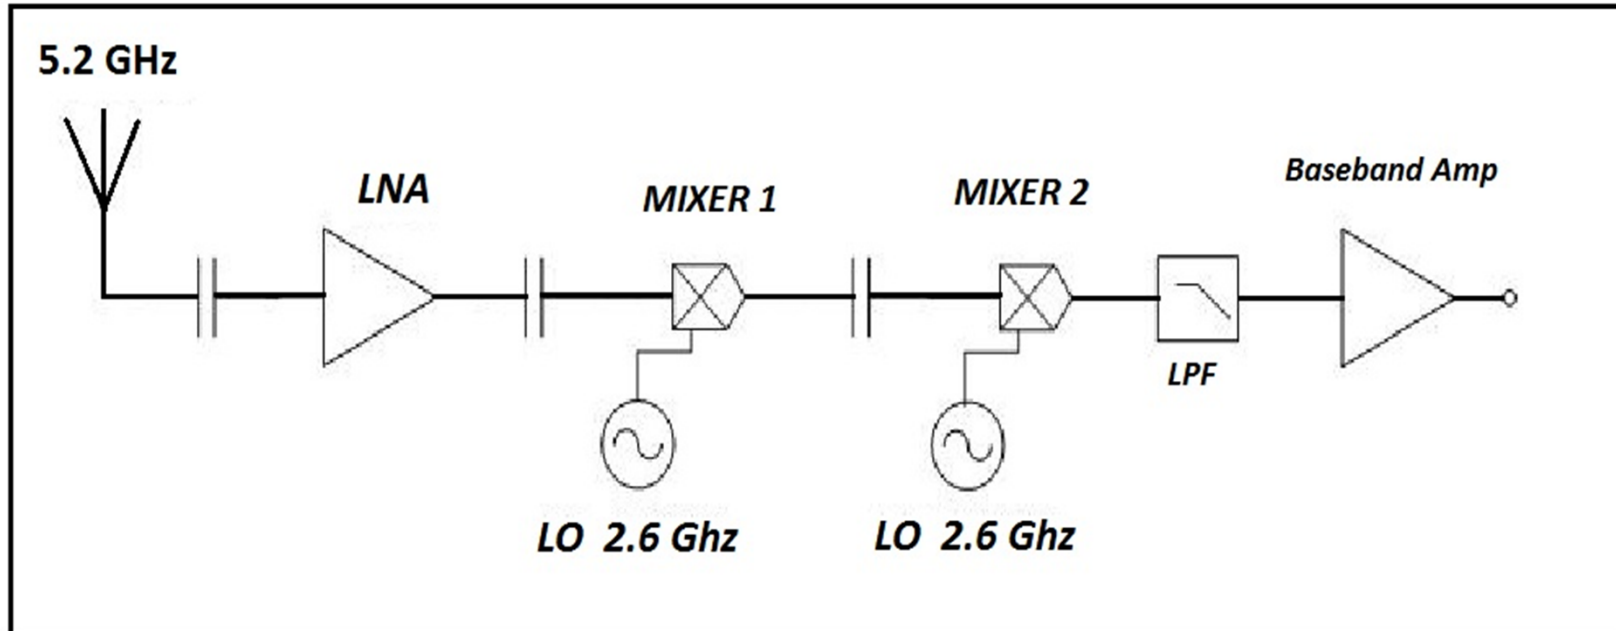 5.2 GHz
LNA
MIXER 1
MIXER 2
Baseband Amp
LPF
LO 2.6 Ghz
LO 2.6 Ghz